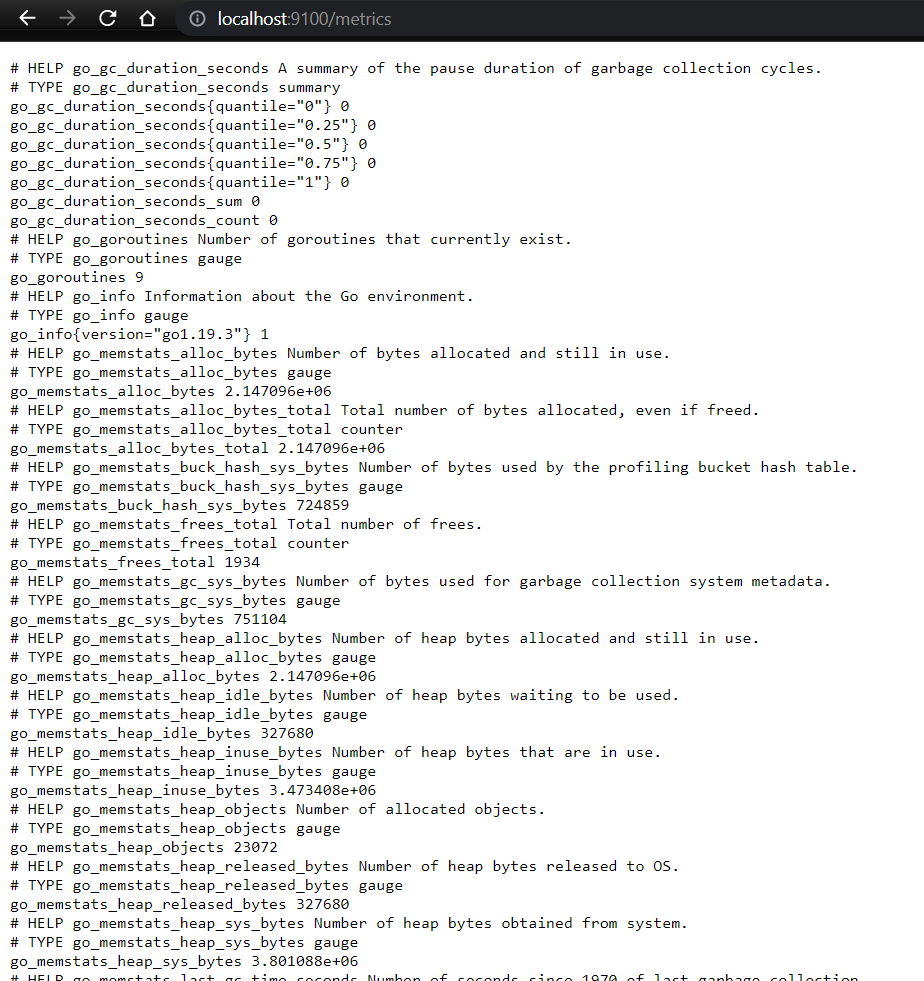 localhost:9100/metrics
# HELP go_gc_duration_seconds A summary of the pause duration of garbage collection cycles.
# TYPE go_gc_duration_seconds summary
go_gc_duration_seconds{quantile="0"} 0
go_gc_duration_seconds{quantile="0.25"} 0
go_gc_duration_seconds{quantile="0.5"} 0
go_gc_duration_seconds{quantile="0.75"} 0
go_gc_duration_seconds{quantile="1"} 0
go_gc_duration_seconds_sum 0
go_gc_duration_seconds_count 0
# HELP go_goroutines Number of goroutines that currently exist.
# TYPE go_goroutines gauge
go_goroutines 9
# HELP go_info Information about the Go environment.
# TYPE go_info gauge
go_info{version="go1.19.3"} 1
# HELP go_memstats_alloc_bytes Number of bytes allocated and still in use.
# TYPE go_memstats_alloc_bytes gauge
go_memstats_alloc_bytes 2.147096e+06
# HELP go_memstats_alloc_bytes_total Total number of bytes allocated, even if freed.
# TYPE go_memstats_alloc_bytes_total counter
go_memstats_alloc_bytes_total 2.147096e+06
# HELP go_memstats_buck_hash_sys_bytes Number of bytes used by the profiling bucket hash table.
# TYPE go_memstats_buck_hash_sys_bytes gauge
go_memstats_buck_hash_sys_bytes 724859
# HELP go_memstats_frees_total Total number of frees.
# TYPE go_memstats_frees_total counter
go_memstats_frees_total 1934
# HELP go_memstats_gc_sys_bytes Number of bytes used for garbage collection system metadata.
# TYPE go_memstats_gc_sys_bytes gauge
go_memstats_gc_sys_bytes 751104
# HELP go_memstats_heap_alloc_bytes Number of heap bytes allocated and still in use.
# TYPE go_memstats_heap_alloc_bytes gauge
go_memstats_heap_alloc_bytes 2.147096e+06
# HELP go_memstats_heap_idle_bytes Number of heap bytes waiting to be used.
# TYPE go_memstats_heap_idle_bytes gauge
go_memstats_heap_idle_bytes 327680
# HELP go_memstats_heap_inuse_bytes Number of heap bytes that are in use.
# TYPE go_memstats_heap_inuse_bytes gauge
go_memstats_heap_inuse_bytes 3.473408e+06
# HELP go_memstats_heap_objects Number of allocated objects.
# TYPE go_memstats_heap_objects gauge
go_memstats_heap_objects 23072
# HELP go_memstats_heap_released_bytes Number of heap bytes released to OS.
# TYPE go_memstats_heap_released_bytes gauge
go_memstats_heap_released_bytes 327680
# HELP go_memstats_heap_sys_bytes Number of heap bytes obtained from system.
# TYPE go_memstats_heap_sys_bytes gauge
go_memstats_heap_sys_bytes 3.801088e+06
# HELP go_memstats_last_gc_time_seconds Number of seconds since 1970 of last garbage collection